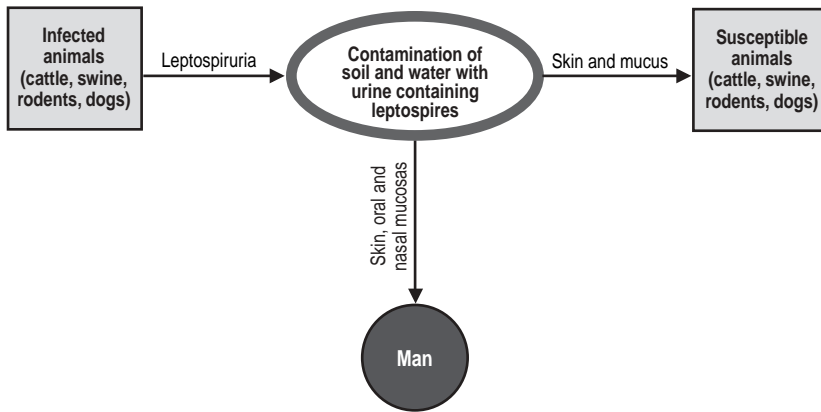 Infected
animals
(cattle, swine,
rodents, dogs)
Leptospiruria
Contamination of
soil and water with
urine containing
leptospires
Skin and mucus
Susceptible
animals
(cattle, swine,
rodents, dogs)
Skin, oral and
nasal mucosas
Man